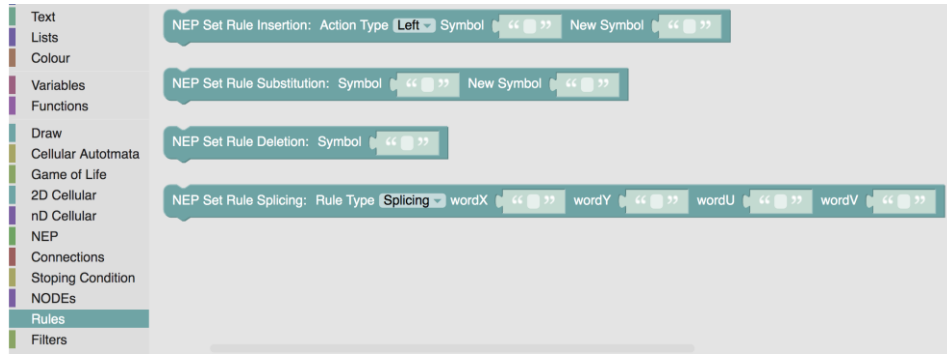 Text
Lists
Colour
Variables
Functions
Draw
Cellular Autotmata
Game of Life
2D Cellular
nD Cellular
NEP
Connections
Stoping Condition
NODEs
Rules
Filters
NEP Set Rule Insertion: Action Type Left Symbol “ ” New Symbol “ ”
NEP Set Rule Substitution: Symbol “ ” New Symbol “ ”
NEP Set Rule Deletion: Symbol “ ”
NEP Set Rule Splicing: Rule Type Splicing wordX “ ” wordY “ ” wordU “ ” wordV “ ”